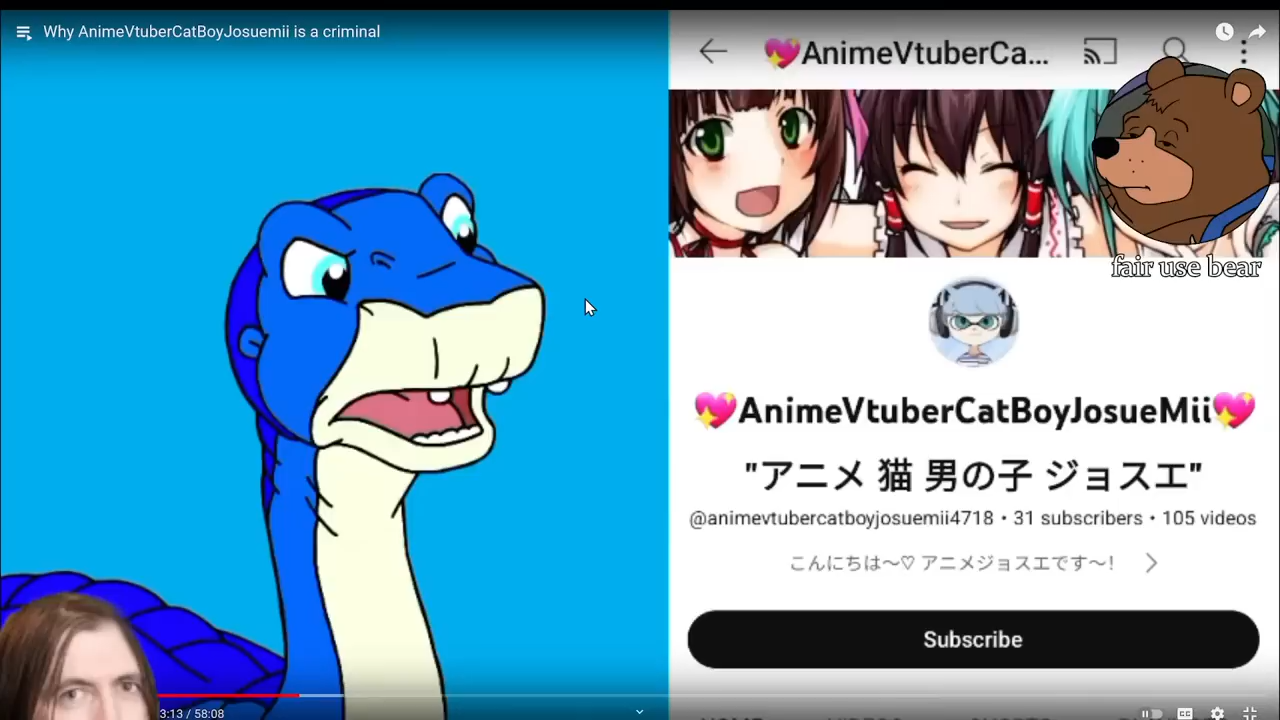 Why AnimeVtuberCatBoyJosuemii is a criminal
💖AnimeVtuberCa...
fair use bear
💖AnimeVtuberCatBoyJosueMii💖
"アニメ 猫 男の子 ジョスエ"
@animevtubercatboyjosuemii4718 • 31 subscribers • 105 videos
こんにちは〜♡ アニメジョスエです〜!
Subscribe
3:13 / 58:08
CC